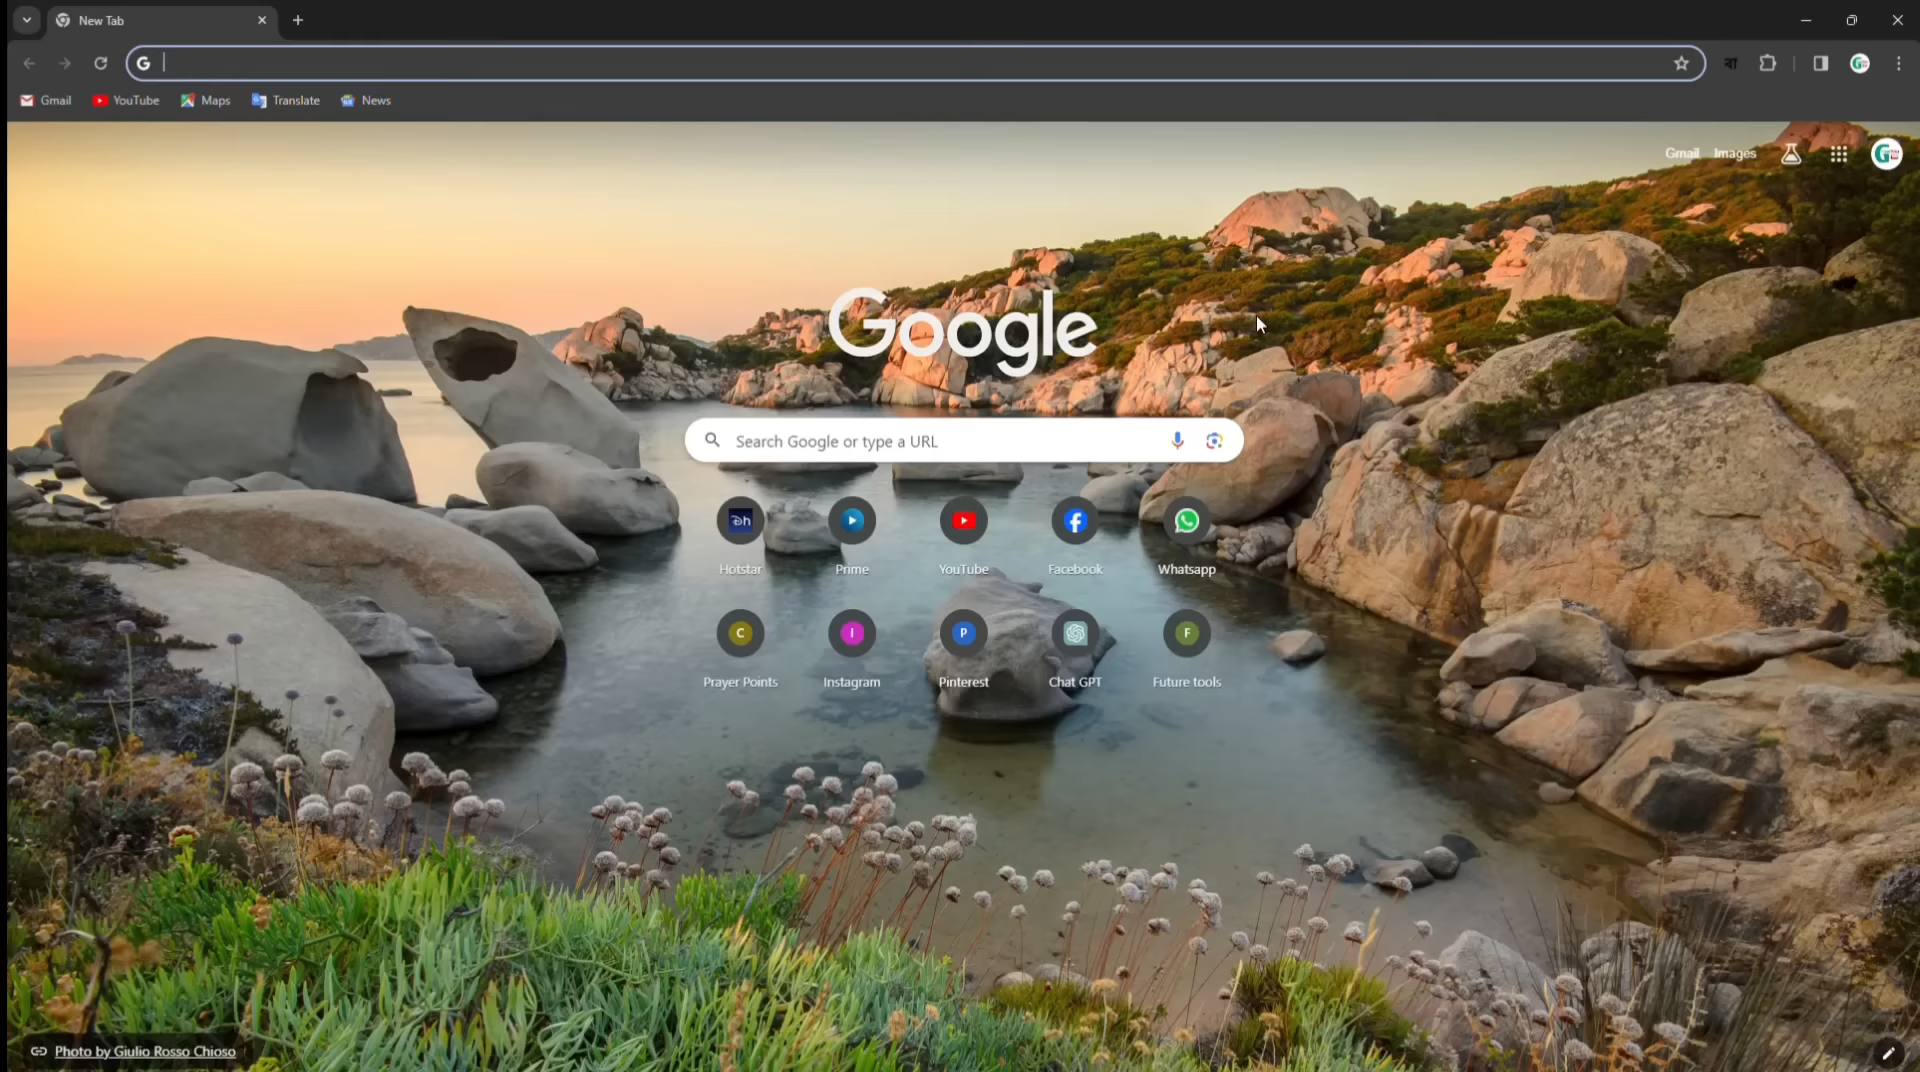 New Tab
Gmail YouTube Maps Translate News
Gmail Images
Google
Search Google or type a URL
Hotstar Prime YouTube Facebook Whatsapp
C I P F
Prayer Points Instagram Pinterest Chat GPT Future tools
Photo by Giulio Rosso Chioso